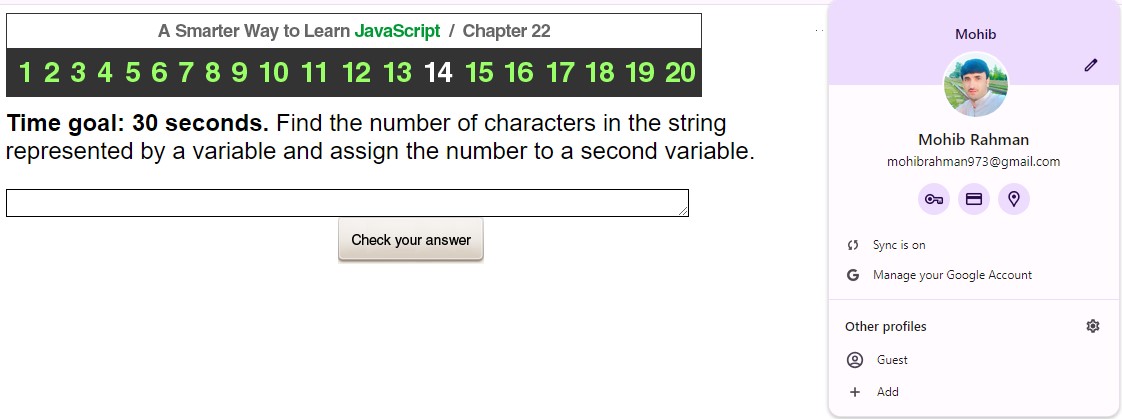 A Smarter Way to Learn JavaScript / Chapter 22
1 2 3 4 5 6 7 8 9 10 11 12 13 14 15 16 17 18 19 20
Time goal: 30 seconds. Find the number of characters in the string
represented by a variable and assign the number to a second variable.
Check your answer
Mohib
Mohib Rahman
mohibrahman973@gmail.com
Sync is on
Manage your Google Account
Other profiles
Guest
Add